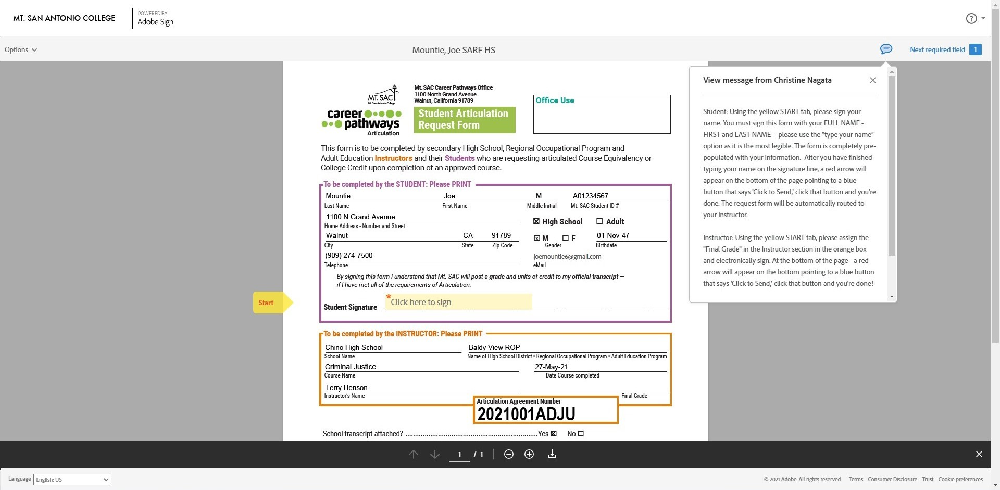 MT. SAN ANTONIO COLLEGE
POWERED BY
Adobe Sign
Options
Mountie, Joe SARF HS
Next required field 1
MT. SAC
Mt. San Antonio College
career
pathways
Articulation
Mt. SAC Career Pathways Office
1100 North Grand Avenue
Walnut, California 91789
Student Articulation
Request Form
Office Use
This form is to be completed by secondary High School, Regional Occupational Program and
Adult Education Instructors and their Students who are requesting articulated Course Equivalency or
College Credit upon completion of an approved course.
To be completed by the STUDENT: Please PRINT
Mountie Joe M A01234567
Last Name First Name Middle Initial Mt. SAC Student ID #
1100 N Grand Avenue
Home Address - Number and Street
High School Adult
Walnut CA 91789
City State Zip Code
M F 01-Nov-47
Gender Birthdate
(909) 274-7500
Telephone
joemountie6@gmail.com
eMail
By signing this form I understand that Mt. SAC will post a grade and units of credit to my official transcript —
if I have met all of the requirements of Articulation.
Start
Student Signature
* Click here to sign
To be completed by the INSTRUCTOR: Please PRINT
Chino High School Baldy View ROP
School Name Name of High School District • Regional Occupational Program • Adult Education Program
Criminal Justice 27-May-21
Course Name Date Course completed
Terry Henson
Instructor's Name Final Grade
Articulation Agreement Number
2021001ADJU
School transcript attached? ................................................................Yes ☒ No ☐
View message from Christine Nagata
Student: Using the yellow START tab, please sign your
name. You must sign this form with your FULL NAME -
FIRST and LAST NAME – please use the "type your name"
option as it is the most legible. The form is completely pre-
populated with your information. After you have finished
typing your name on the signature line, a red arrow will
appear on the bottom of the page pointing to a blue
button that says 'Click to Send,' click that button and you're
done. The request form will be automatically routed to
your instructor.
Instructor: Using the yellow START tab, please assign the
"Final Grade" in the Instructor section in the orange box
and electronically sign. At the bottom of the page - a red
arrow will appear on the bottom pointing to a blue button
that says 'Click to Send,' click that button and you're done!
1 / 1
Language English: US
© 2021 Adobe. All rights reserved. Terms Consumer Disclosure Trust Cookie preferences